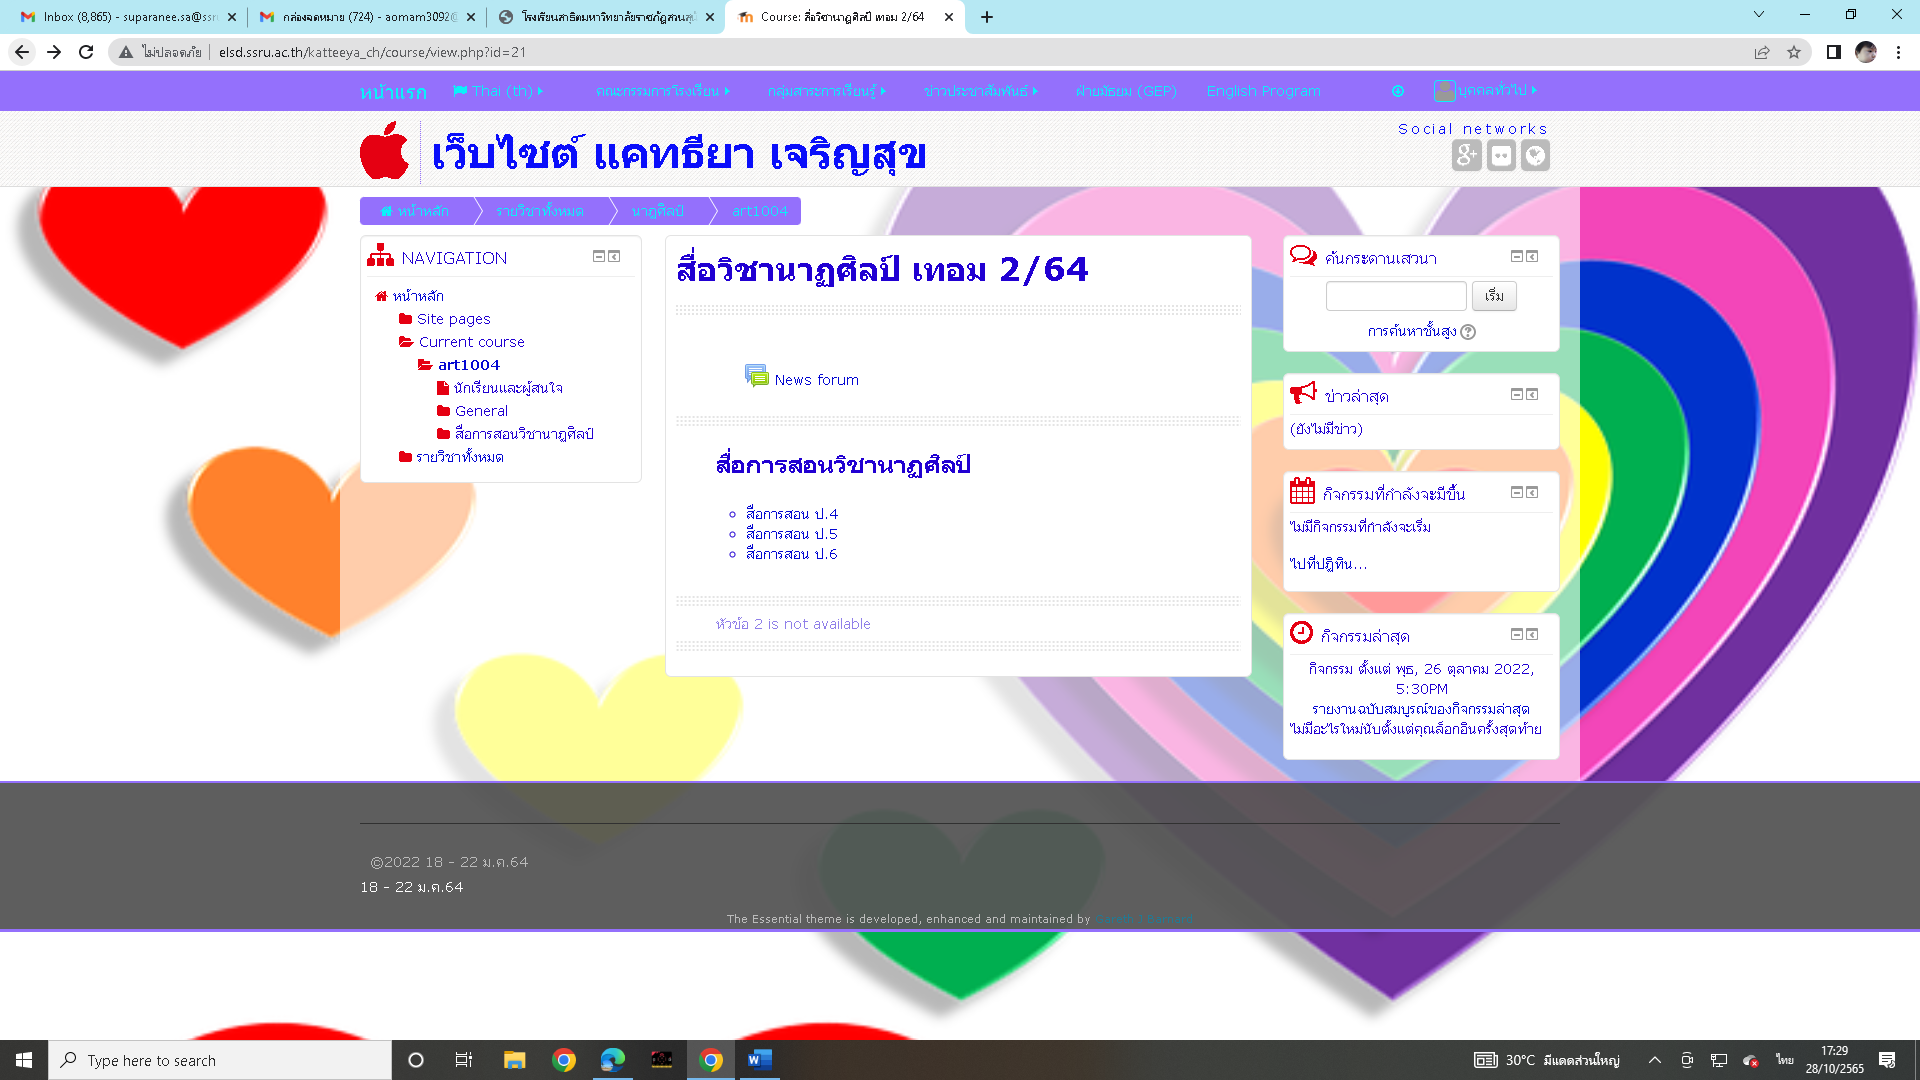 Inbox (8,865) - suparanee.sa@ssr
กล่องจดหมาย (724) - aomam3092@
โรงเรียนสาธิตมหาวิทยาลัยราชภัฏสวนสุนั
Course: สื่อวิชานาฏศิลป์ เทอม 2/64
ไม่ปลอดภัย
elsd.ssru.ac.th/katteeya_ch/course/view.php?id=21
หน้าแรก
Thai (th)
คณะกรรมการโรงเรียน
กลุ่มสาระการเรียนรู้
ข่าวประชาสัมพันธ์
ฝ่ายมัธยม (GEP)
English Program
บุคคลทั่วไป
เว็บไซต์ แคทธียา เจริญสุข
Social networks
หน้าหลัก
รายวิชาทั้งหมด
นาฏศิลป์
art1004
NAVIGATION
หน้าหลัก
Site pages
Current course
art1004
นักเรียนและผู้สนใจ
General
สื่อการสอนวิชานาฏศิลป์
รายวิชาทั้งหมด
สื่อวิชานาฏศิลป์ เทอม 2/64
News forum
สื่อการสอนวิชานาฏศิลป์
สื่อการสอน ป.4
สื่อการสอน ป.5
สื่อการสอน ป.6
หัวข้อ 2 is not available
ค้นกระดานเสวนา
เริ่ม
การค้นหาชั้นสูง
ข่าวล่าสุด
(ยังไม่มีข่าว)
กิจกรรมที่กำลังจะมีขึ้น
ไม่มีกิจกรรมที่กำลังจะเริ่ม
ไปที่ปฏิทิน...
กิจกรรมล่าสุด
กิจกรรม ตั้งแต่ พุธ, 26 ตุลาคม 2022,
5:30PM
รายงานฉบับสมบูรณ์ของกิจกรรมล่าสุด
ไม่มีอะไรใหม่นับตั้งแต่คุณล็อกอินครั้งสุดท้าย
©2022 18 - 22 ม.ค.64
18 - 22 ม.ค.64
The Essential theme is developed, enhanced and maintained by
Type here to search
30°C มีแดดส่วนใหญ่
ไทย
17:29
28/10/2565